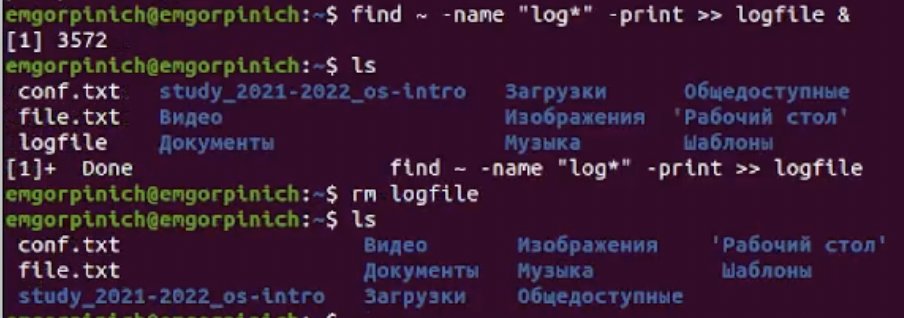 emgorpinich@emgorpinich:~$ find ~ -name "log*" -print >> logfile &
[1] 3572
emgorpinich@emgorpinich:~$ ls
conf.txt study_2021-2022_os-intro Загрузки Общедоступные
file.txt Видео Изображения 'Рабочий стол'
logfile Документы Музыка Шаблоны
[1]+ Done find ~ -name "log*" -print >> logfile
emgorpinich@emgorpinich:~$ rm logfile
emgorpinich@emgorpinich:~$ ls
conf.txt Видео Изображения 'Рабочий стол'
file.txt Документы Музыка Шаблоны
study_2021-2022_os-intro Загрузки Общедоступные